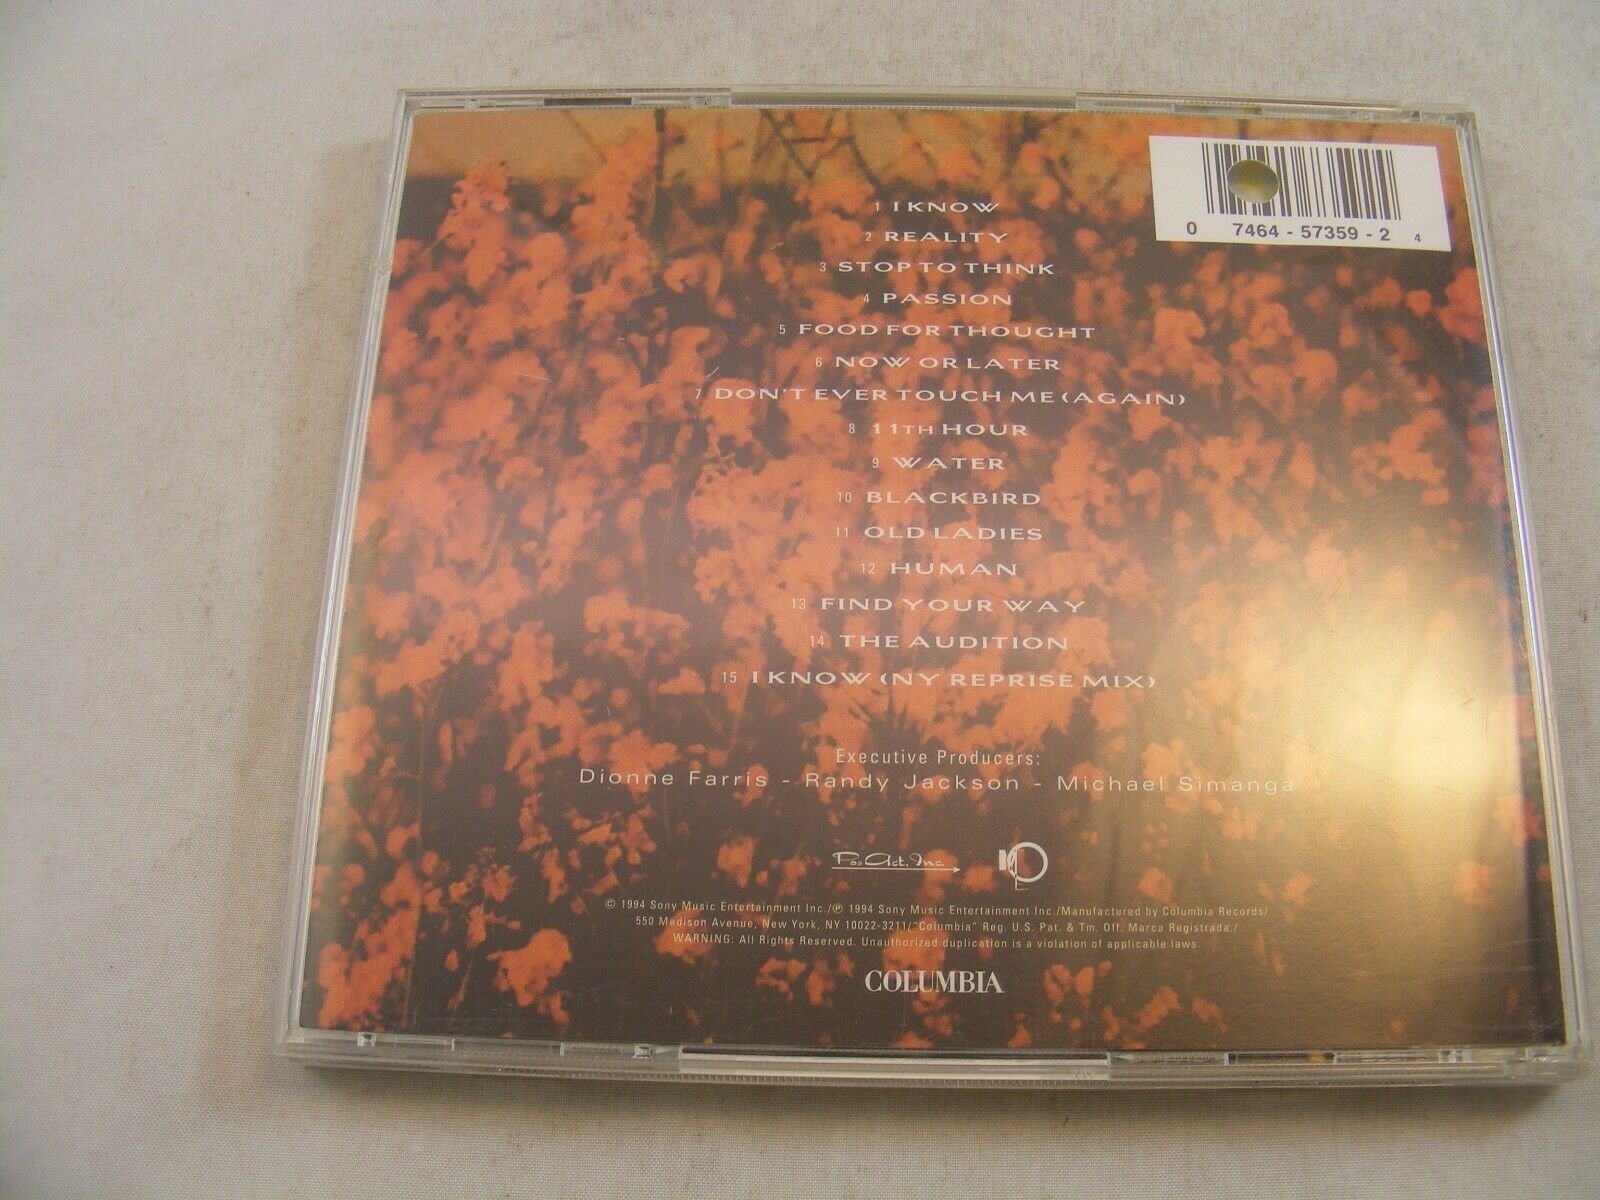 0 7464-57359-2 4
1 I KNOW
2 REALITY
3 STOP TO THINK
4 PASSION
5 FOOD FOR THOUGHT
6 NOW OR LATER
7 DON'T EVER TOUCH ME (AGAIN)
8 11TH HOUR
9 WATER
10 BLACKBIRD
11 OLD LADIES
12 HUMAN
13 FIND YOUR WAY
14 THE AUDITION
15 I KNOW (NY REPRISE MIX)
Executive Producers:
Dionne Farris - Randy Jackson - Michael Simanga
Act, Inc.
© 1994 Sony Music Entertainment Inc./℗ 1994 Sony Music Entertainment Inc./Manufactured by Columbia Records/
550 Madison Avenue, New York, NY 10022-3211/"Columbia" Reg. U.S. Pat. & Tm. Off. Marca Registrada./
WARNING: All Rights Reserved. Unauthorized duplication is a violation of applicable laws.
COLUMBIA